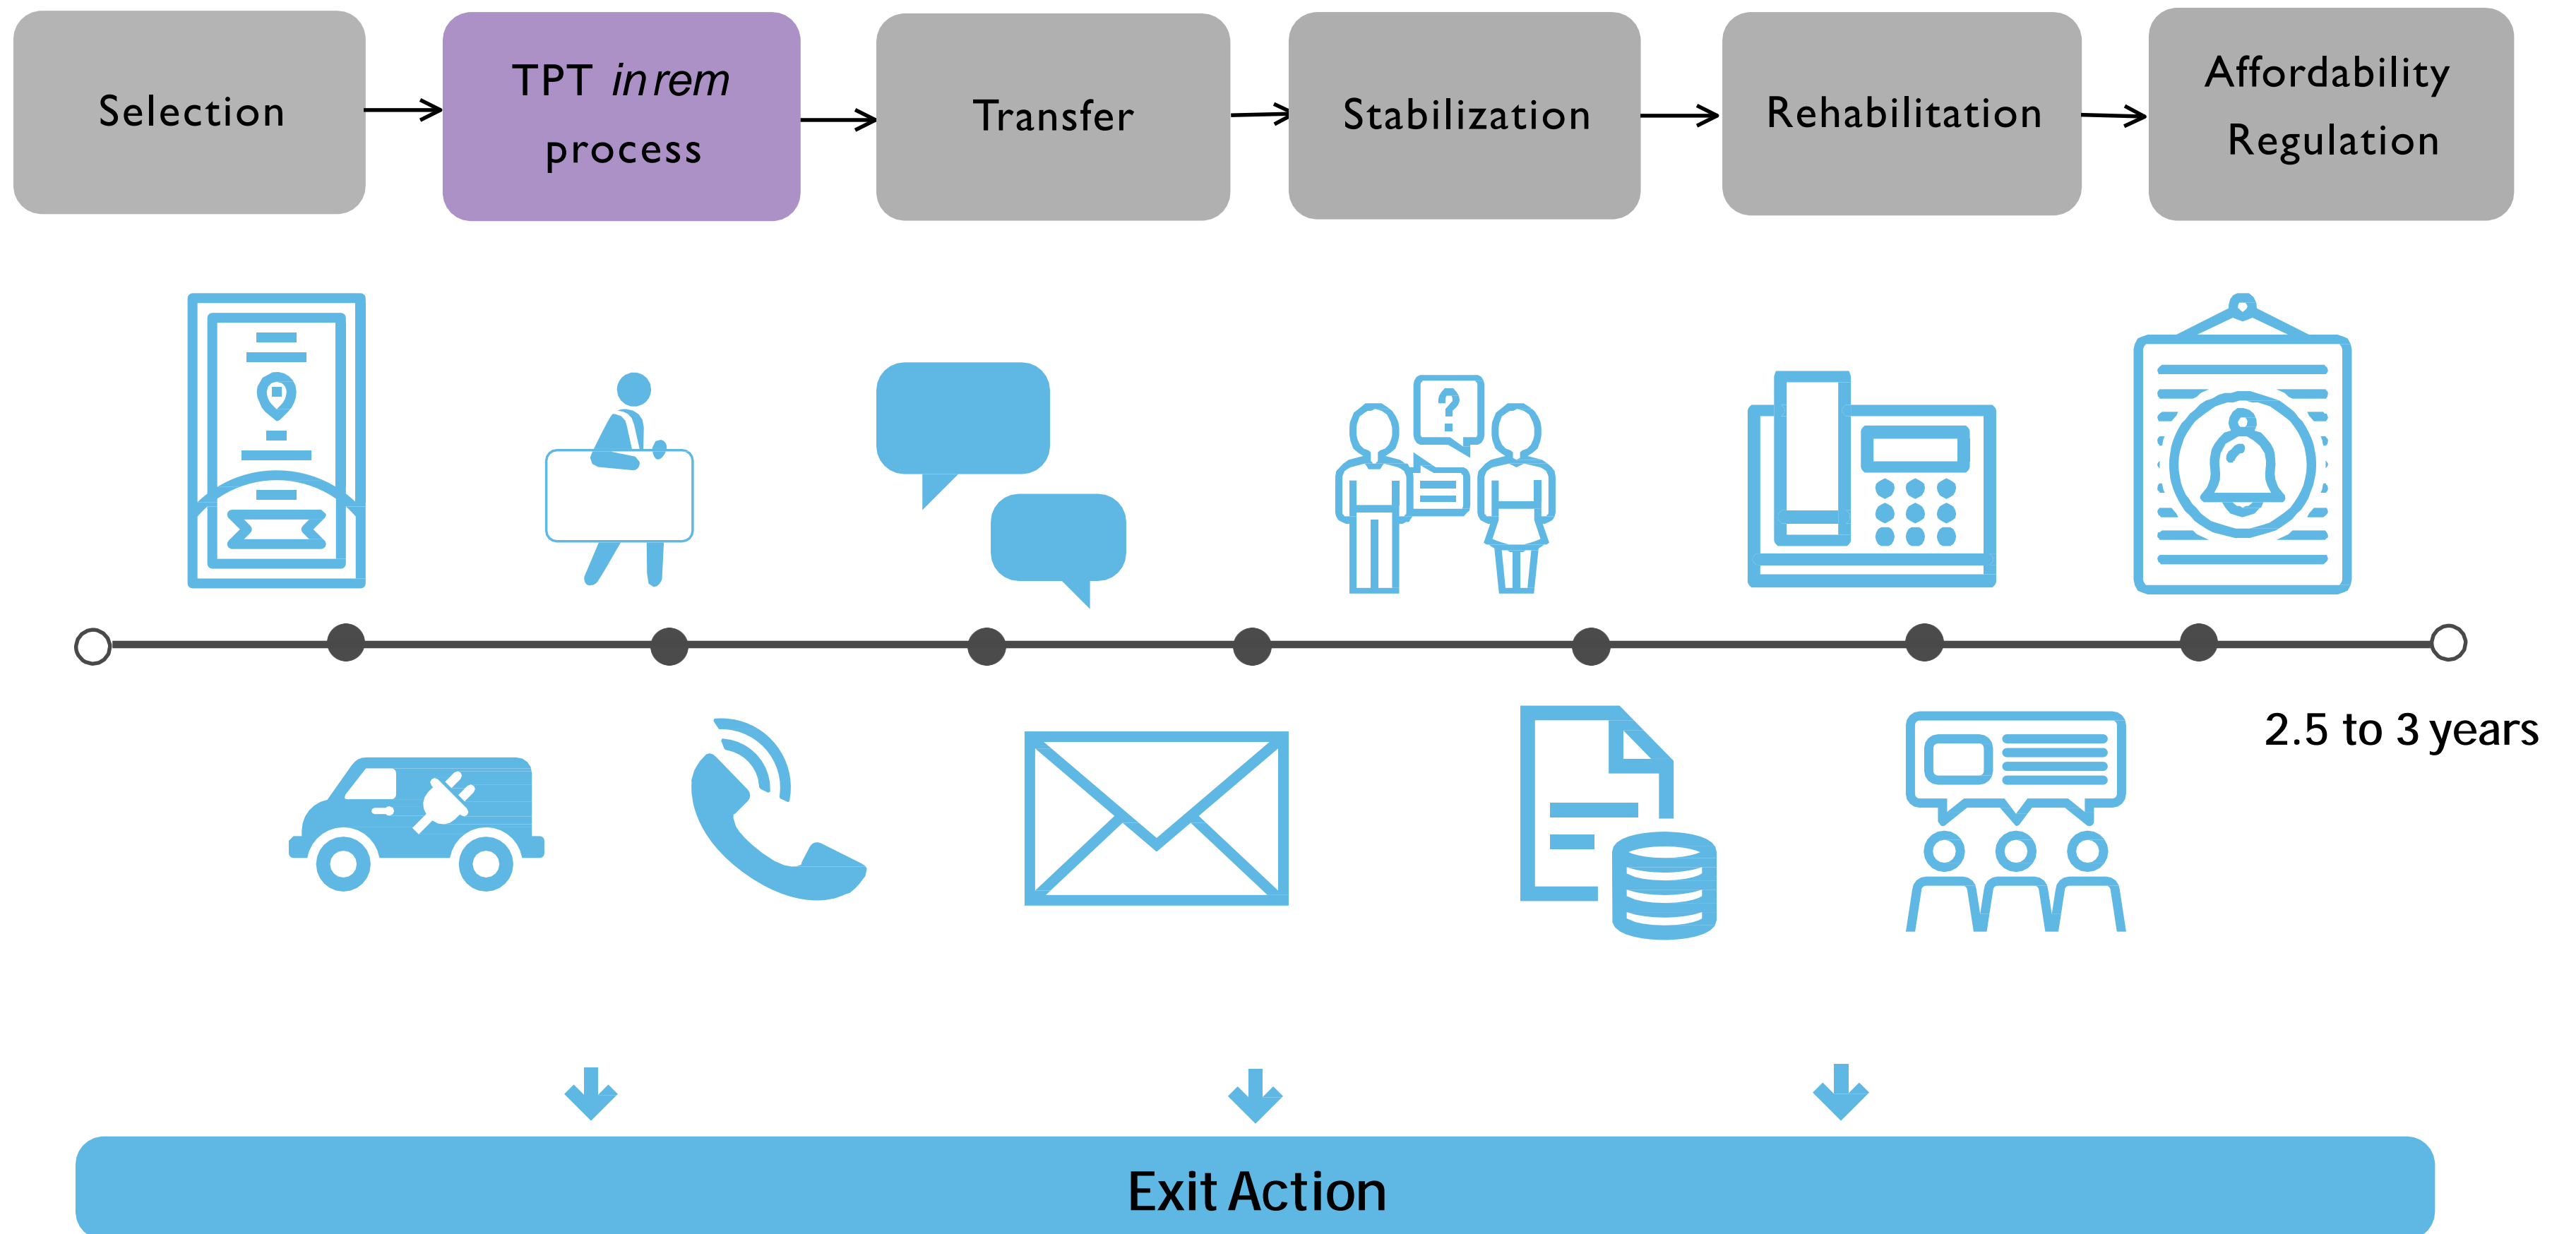 Selection
TPT in rem
process
Transfer
Stabilization
Rehabilitation
Affordability
Regulation
?
2.5 to 3 years
Exit Action